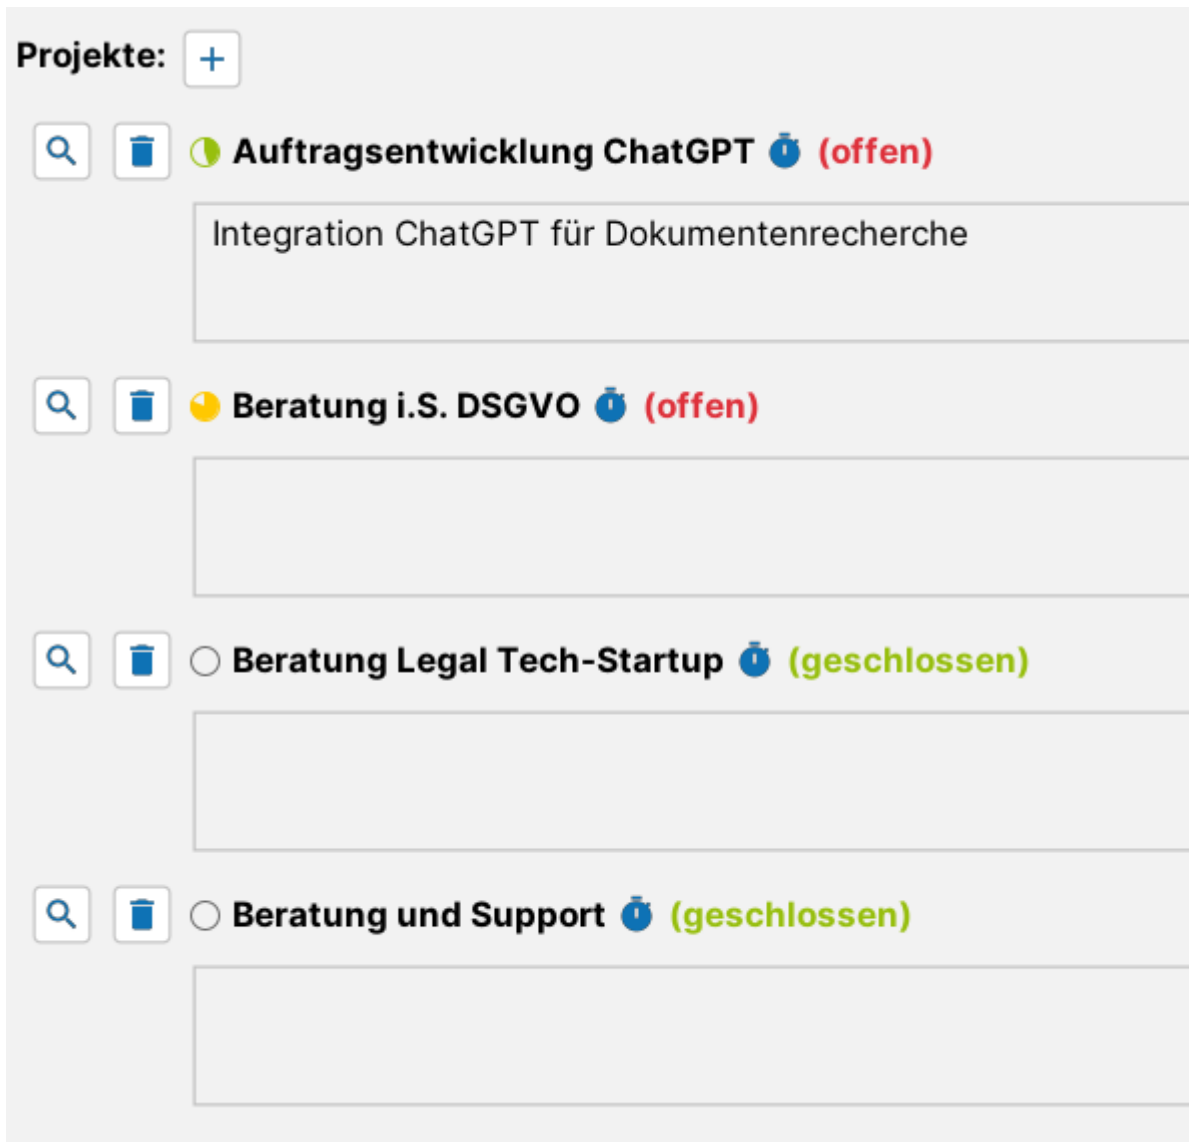 Projekte:
Auftragsentwicklung ChatGPT (offen)
Integration ChatGPT für Dokumentenrecherche
Beratung i.S. DSGVO (offen)
Beratung Legal Tech-Startup (geschlossen)
Beratung und Support (geschlossen)